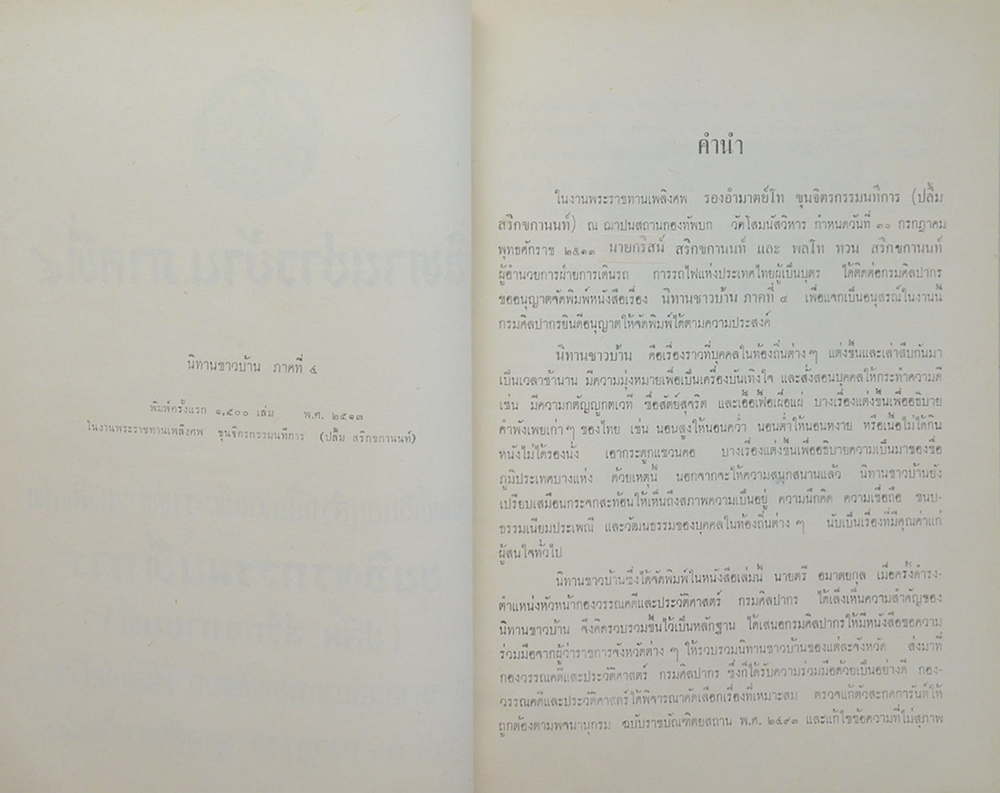 นิทานชาวบ้าน ภาคที่ ๔
พิมพ์ครั้งแรก ๑,๕๐๐ เล่ม พ.ศ. ๒๕๑๓
ในงานพระราชทานเพลิงศพ ขุนจิตรกรรมนทีการ (ปลื้ม สริกขกานนท์)
คำนำ
ในงานพระราชทานเพลิงศพ รองอำมาตย์โท ขุนจิตรกรรมนทีการ (ปลื้ม
สริกขกานนท์) ณ ฌาปนสถานกองทัพบก วัดโสมนัสวิหาร กำหนดวันที่ ๓๐ กรกฎาคม
พุทธศักราช ๒๕๑๓ นายกริสน์ สริกขกานนท์ และ พลโท ทวน สริกขกานนท์
ผู้อำนวยการฝ่ายการเดินรถ การรถไฟแห่งประเทศไทยผู้เป็นบุตร ได้ติดต่อกรมศิลปากร
ขออนุญาตจัดพิมพ์หนังสือเรื่อง นิทานชาวบ้าน ภาคที่ ๔ เพื่อแจกเป็นอนุสรณ์ในงานนี้
กรมศิลปากรยินดีอนุญาตให้จัดพิมพ์ได้ตามความประสงค์
นิทานชาวบ้าน คือเรื่องราวที่บุคคลในท้องถิ่นต่าง ๆ แต่งขึ้นและเล่าสืบกันมา
เป็นเวลาช้านาน มีความมุ่งหมายเพื่อเป็นเครื่องบันเทิงใจ และสั่งสอนบุคคลให้กระทำความดี
เช่น มีความกตัญญูกตเวที ซื่อสัตย์สุจริต และเอื้อเฟื้อเผื่อแผ่ บางเรื่องแต่งขึ้นเพื่ออธิบาย
คำพังเพยเก่า ๆ ของไทย เช่น นอนสูงให้นอนคว่ำ นอนต่ำให้นอนหงาย หรือเนื้อไม่ได้กิน
หนังไม่ได้รองนั่ง เอากระดูกแขวนคอ บางเรื่องแต่งขึ้นเพื่ออธิบายความเป็นมาของชื่อ
ภูมิประเทศบางแห่ง ด้วยเหตุนี้ นอกจากจะให้ความสนุกสนานแล้ว นิทานชาวบ้านยัง
เปรียบเสมือนกระจกสะท้อนให้เห็นถึงสภาพความเป็นอยู่ ความนึกคิด ความเชื่อถือ ขนบ-
ธรรมเนียมประเพณี และวัฒนธรรมของบุคคลในท้องถิ่นต่าง ๆ นับเป็นเรื่องที่มีคุณค่าแก่
ผู้สนใจทั่วไป
นิทานชาวบ้านซึ่งได้จัดพิมพ์ในหนังสือเล่มนี้ นายตรี อมาตยกุล เมื่อครั้งดำรง-
ตำแหน่งหัวหน้ากองวรรณคดีและประวัติศาสตร์ กรมศิลปากร ได้เล็งเห็นความสำคัญของ
นิทานชาวบ้าน จึงคิดรวบรวมขึ้นไว้เป็นหลักฐาน ได้เสนอกรมศิลปากรให้มีหนังสือขอความ
ร่วมมือจากผู้ว่าราชการจังหวัดต่าง ๆ ให้รวบรวมนิทานชาวบ้านของแต่ละจังหวัด ส่งมาที่
กองวรรณคดีและประวัติศาสตร์ กรมศิลปากร ซึ่งก็ได้รับความร่วมมือด้วยเป็นอย่างดี กอง-
วรรณคดีและประวัติศาสตร์ได้พิจารณาคัดเลือกเรื่องที่เหมาะสม ตรวจแก้ตัวสะกดการันต์ให้
ถูกต้องตามพจนานุกรม ฉบับราชบัณฑิตยสถาน พ.ศ. ๒๔๙๓ และแก้ไขข้อความที่ไม่สุภาพ